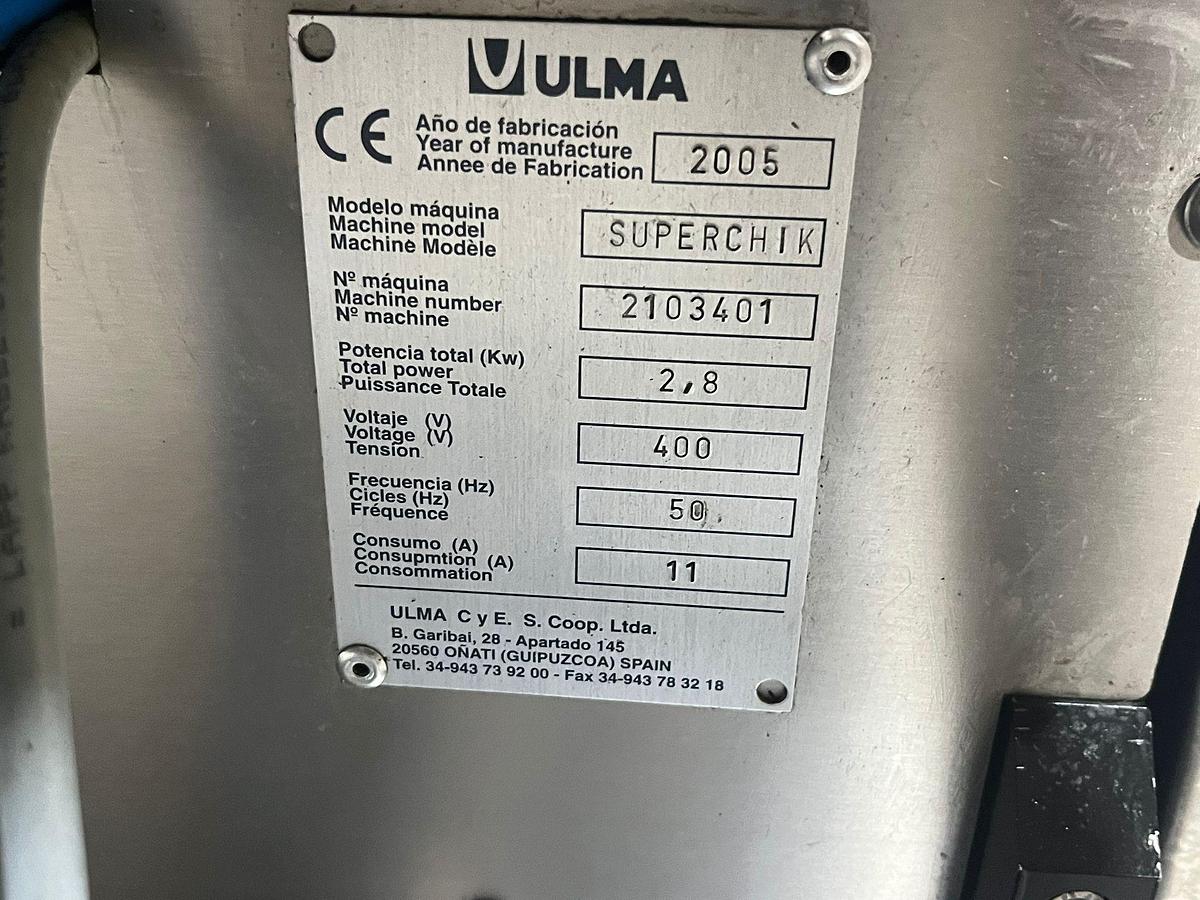 ULMA
CE
Año de fabricación
Year of manufacture
Annee de Fabrication
2005
Modelo máquina
Machine model
Machine Modèle
SUPERCHIK
Nº máquina
Machine number
Nº machine
2103401
Potencia total (Kw)
Total power
Puissance Totale
2,8
Voltaje (V)
Voltage (V)
Tension
400
Frecuencia (Hz)
Cicles (Hz)
Fréquence
50
Consumo (A)
Consupmtion (A)
Consommation
11
ULMA C y E. S. Coop. Ltda.
B. Garibai, 28 - Apartado 145
20560 OÑATI (GUIPUZCOA) SPAIN
Tel. 34-943 73 92 00 - Fax 34-943 78 32 18
LAPP